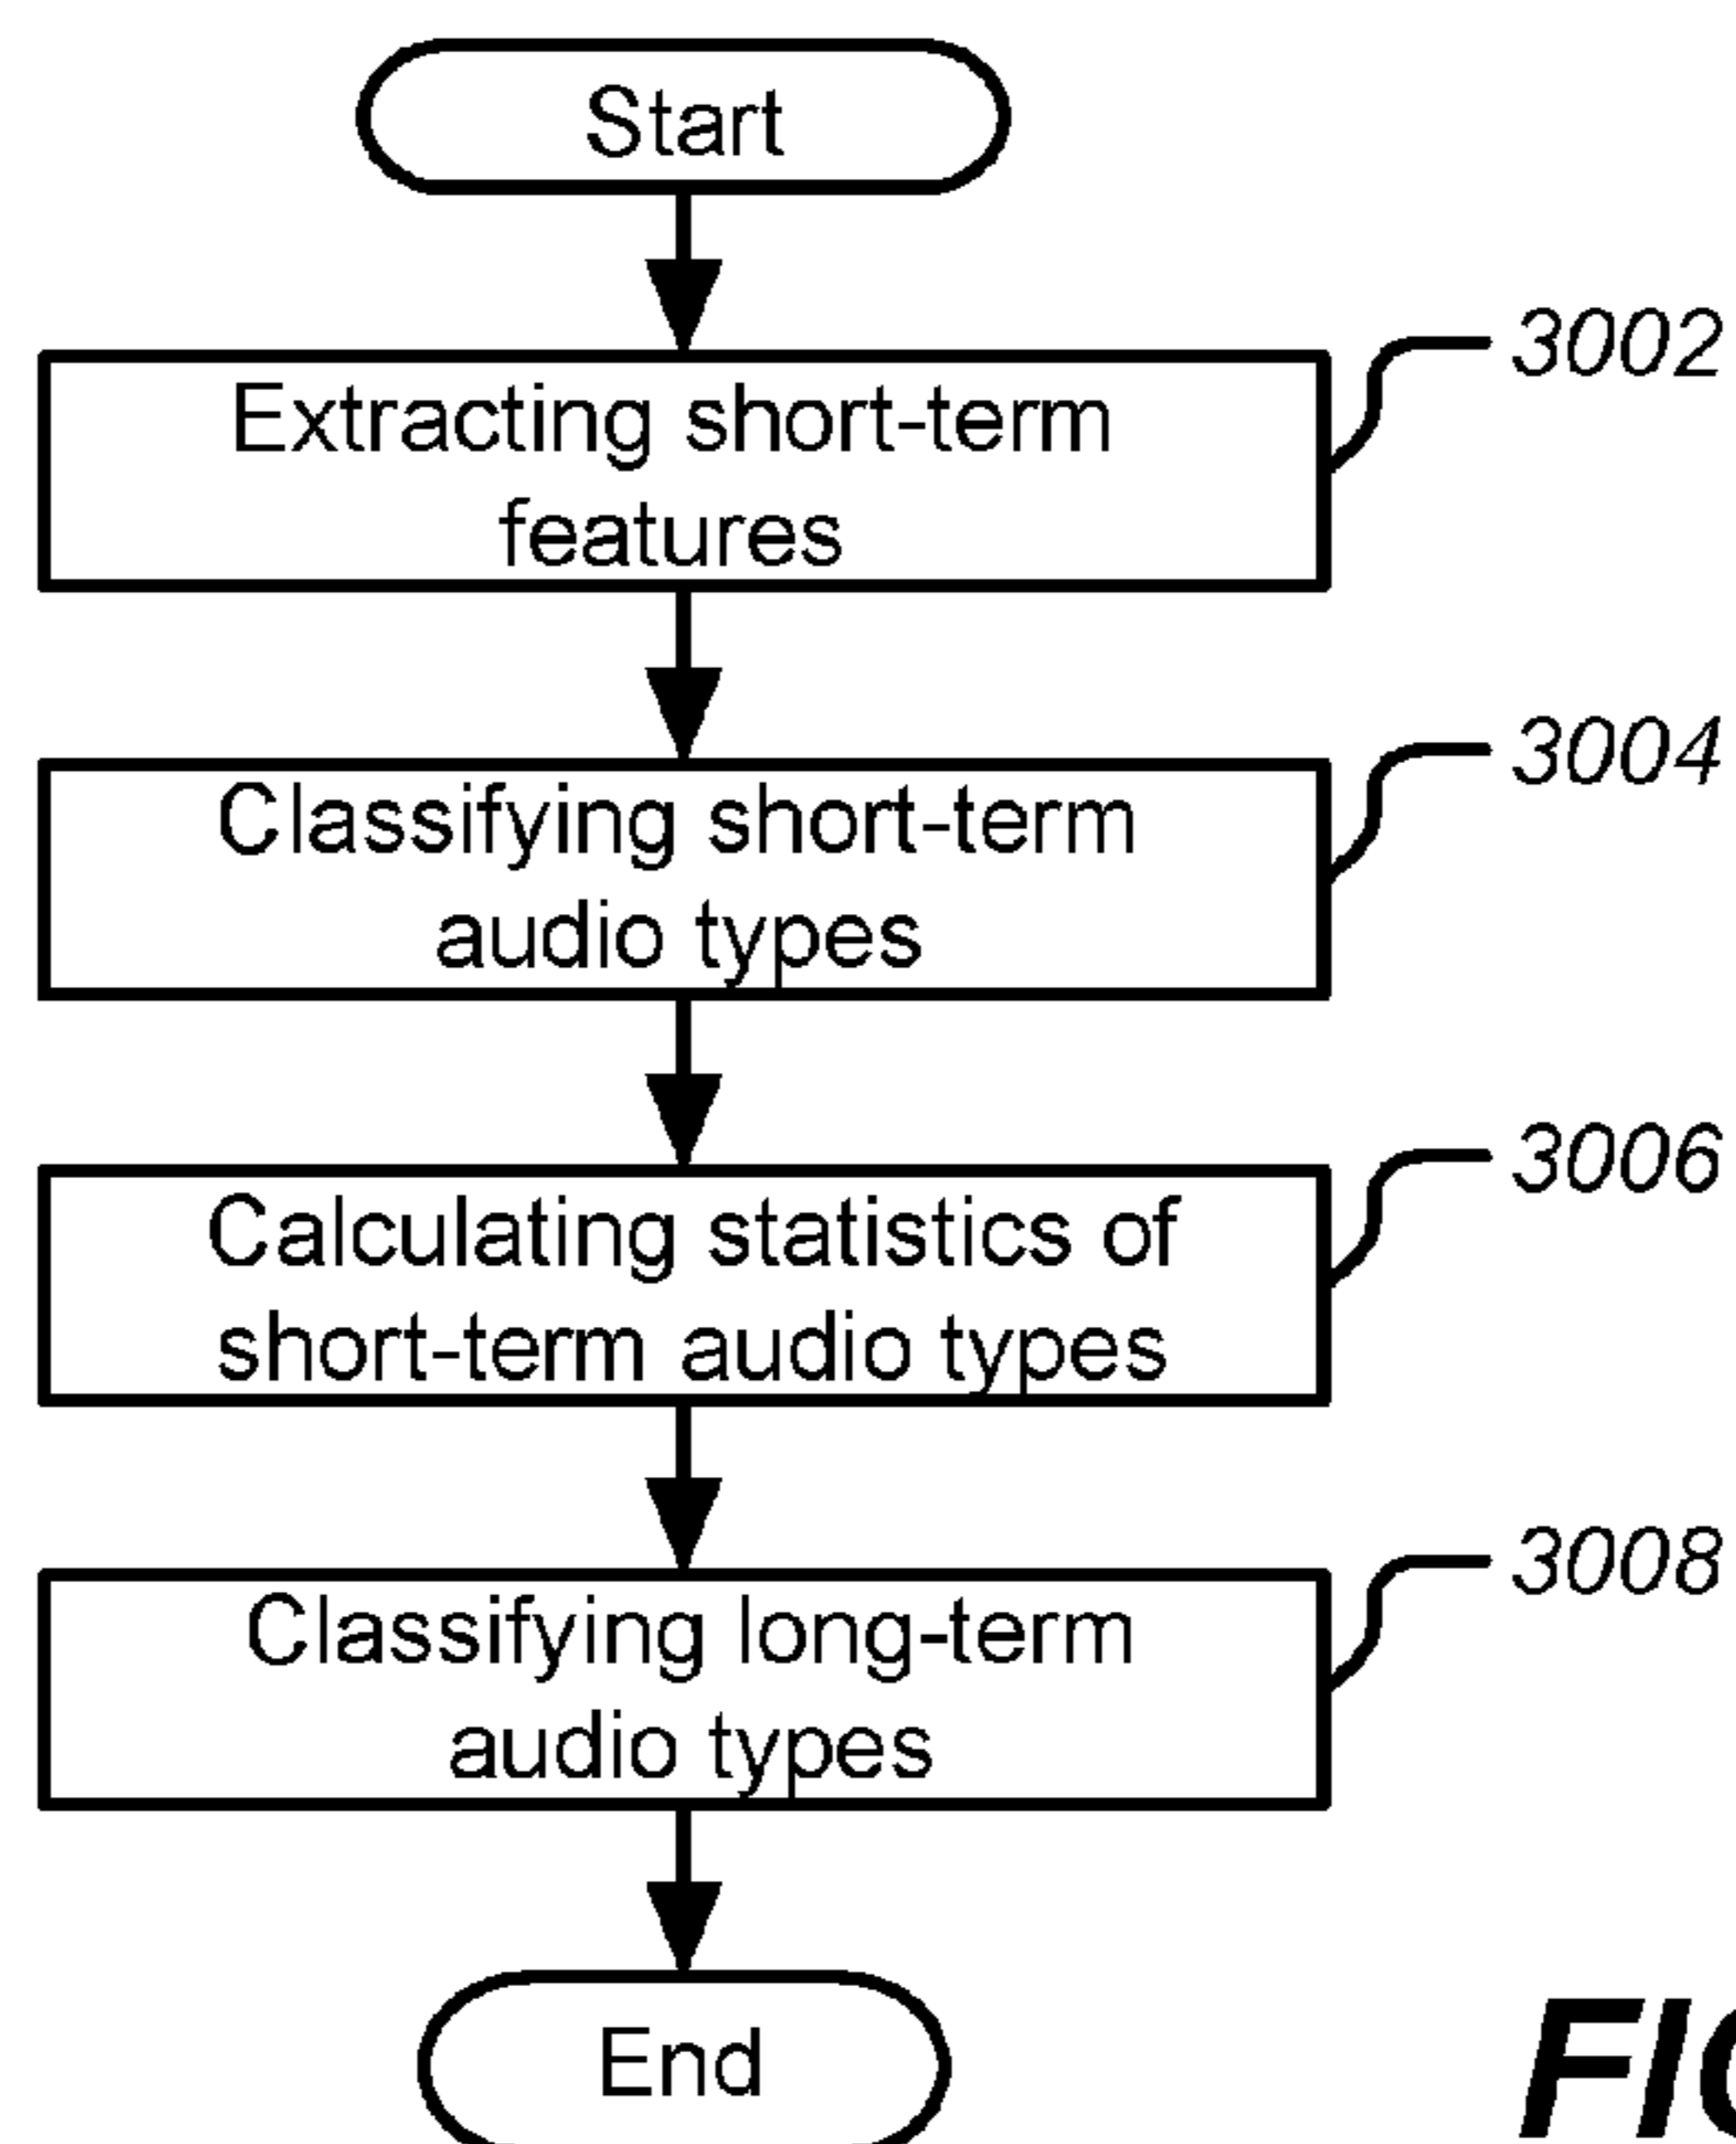 Start
3002
Extracting short-term
features
3004
Classifying short-term
audio types
3006
Calculating statistics of
short-term audio types
3008
Classifying long-term
audio types
End